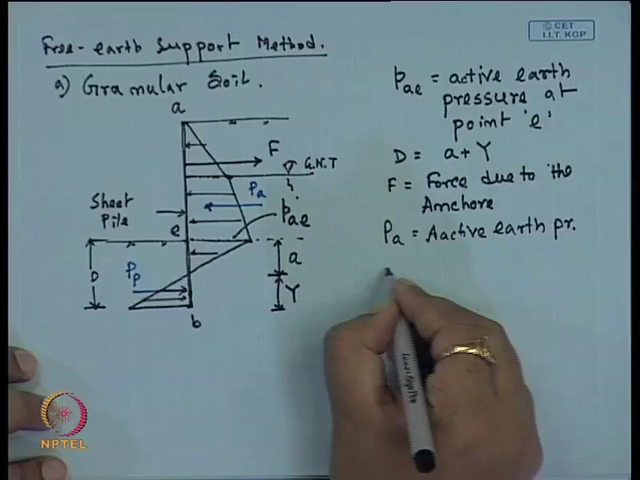 © CET
I.I.T. KGP
Free-earth Support Method.
a) Granular Soil.
a
F
G.W.T
Pa
Sheet
Pile
e
pae
D
Pp
a
Y
b
pae = active earth
pressure at
point 'e'
D = a + Y
F = Force due to the
Anchore
Pa = Aactive earth pr.
NPTEL